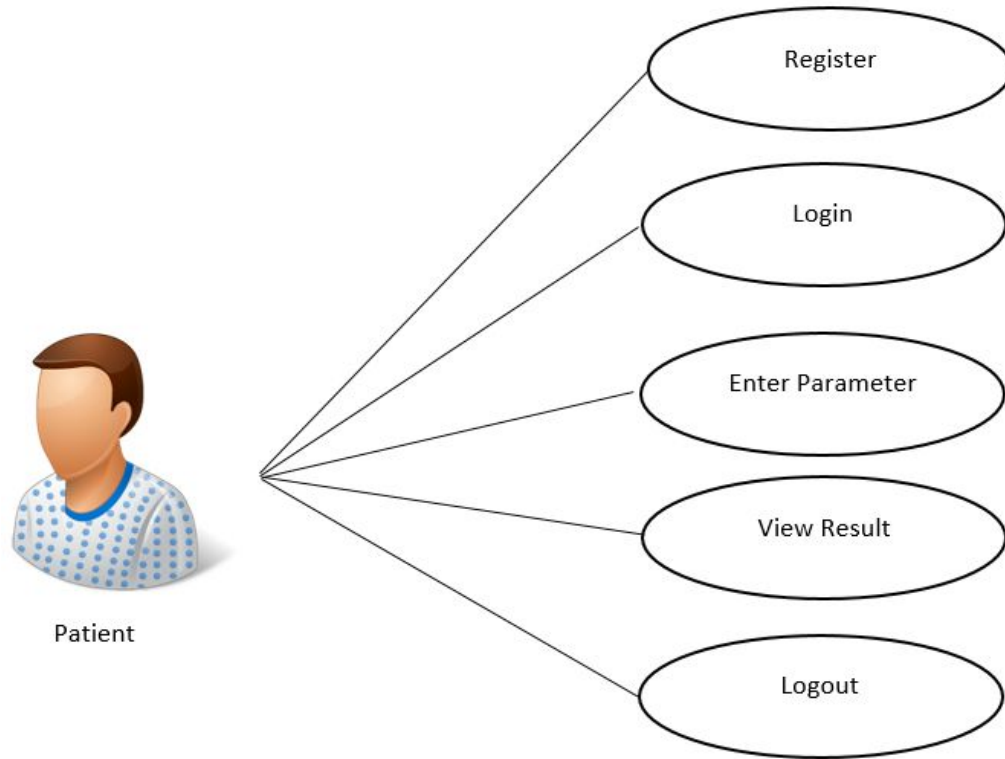 Register
Login
Enter Parameter
View Result
Patient
Logout